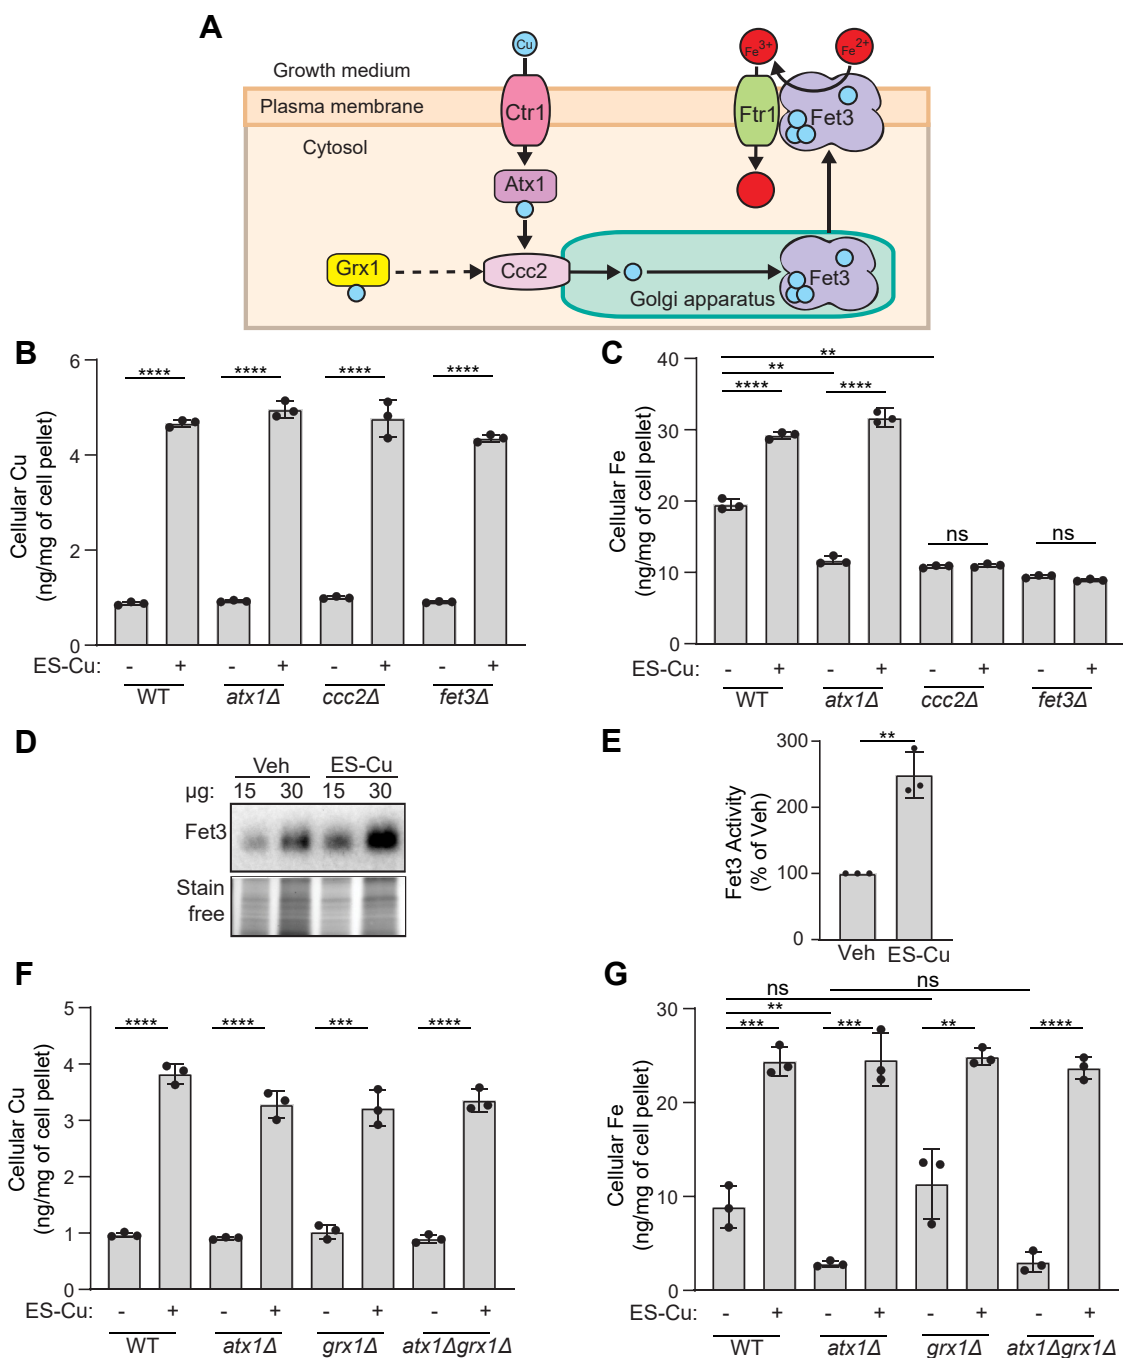 A
Cu
Fe3+
Fe2+
Growth medium
Plasma membrane
Ctr1
Ftr1
Fet3
Cytosol
Atx1
Grx1
Ccc2
Fet3
Golgi apparatus
B
Cellular Cu
(ng/mg of cell pellet)
6
4
2
0
**** **** **** ****
ES-Cu: - + - + - + - +
WT atx1Δ ccc2Δ fet3Δ
C
Cellular Fe
(ng/mg of cell pellet)
40
30
20
10
0
**
**
**** ****
ns ns
ES-Cu: - + - + - + - +
WT atx1Δ ccc2Δ fet3Δ
D
Veh ES-Cu
µg: 15 30 15 30
Fet3
Stain
free
E
Fet3 Activity
(% of Veh)
300
200
100
0
**
Veh ES-Cu
F
Cellular Cu
(ng/mg of cell pellet)
5
4
3
2
1
0
**** **** *** ****
ES-Cu: - + - + - + - +
WT atx1Δ grx1Δ atx1Δgrx1Δ
G
Cellular Fe
(ng/mg of cell pellet)
30
20
10
0
ns
ns
**
*** *** ** ****
ES-Cu: - + - + - + - +
WT atx1Δ grx1Δ atx1Δgrx1Δ